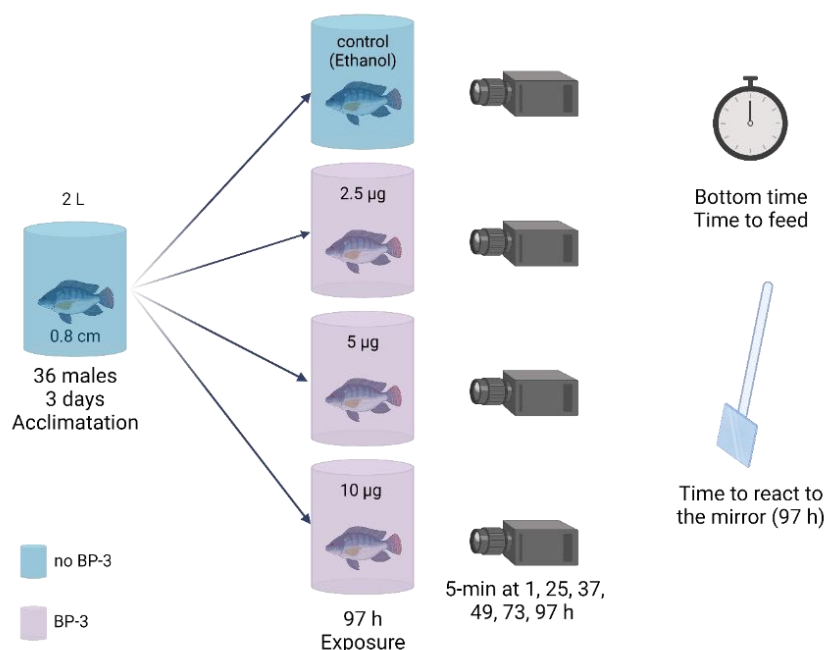 control
(Ethanol)
2.5 µg
5 µg
10 µg
2 L
0.8 cm
36 males
3 days
Acclimatation
no BP-3
BP-3
97 h
Exposure
5-min at 1, 25, 37,
49, 73, 97 h
Bottom time
Time to feed
Time to react to
the mirror (97 h)